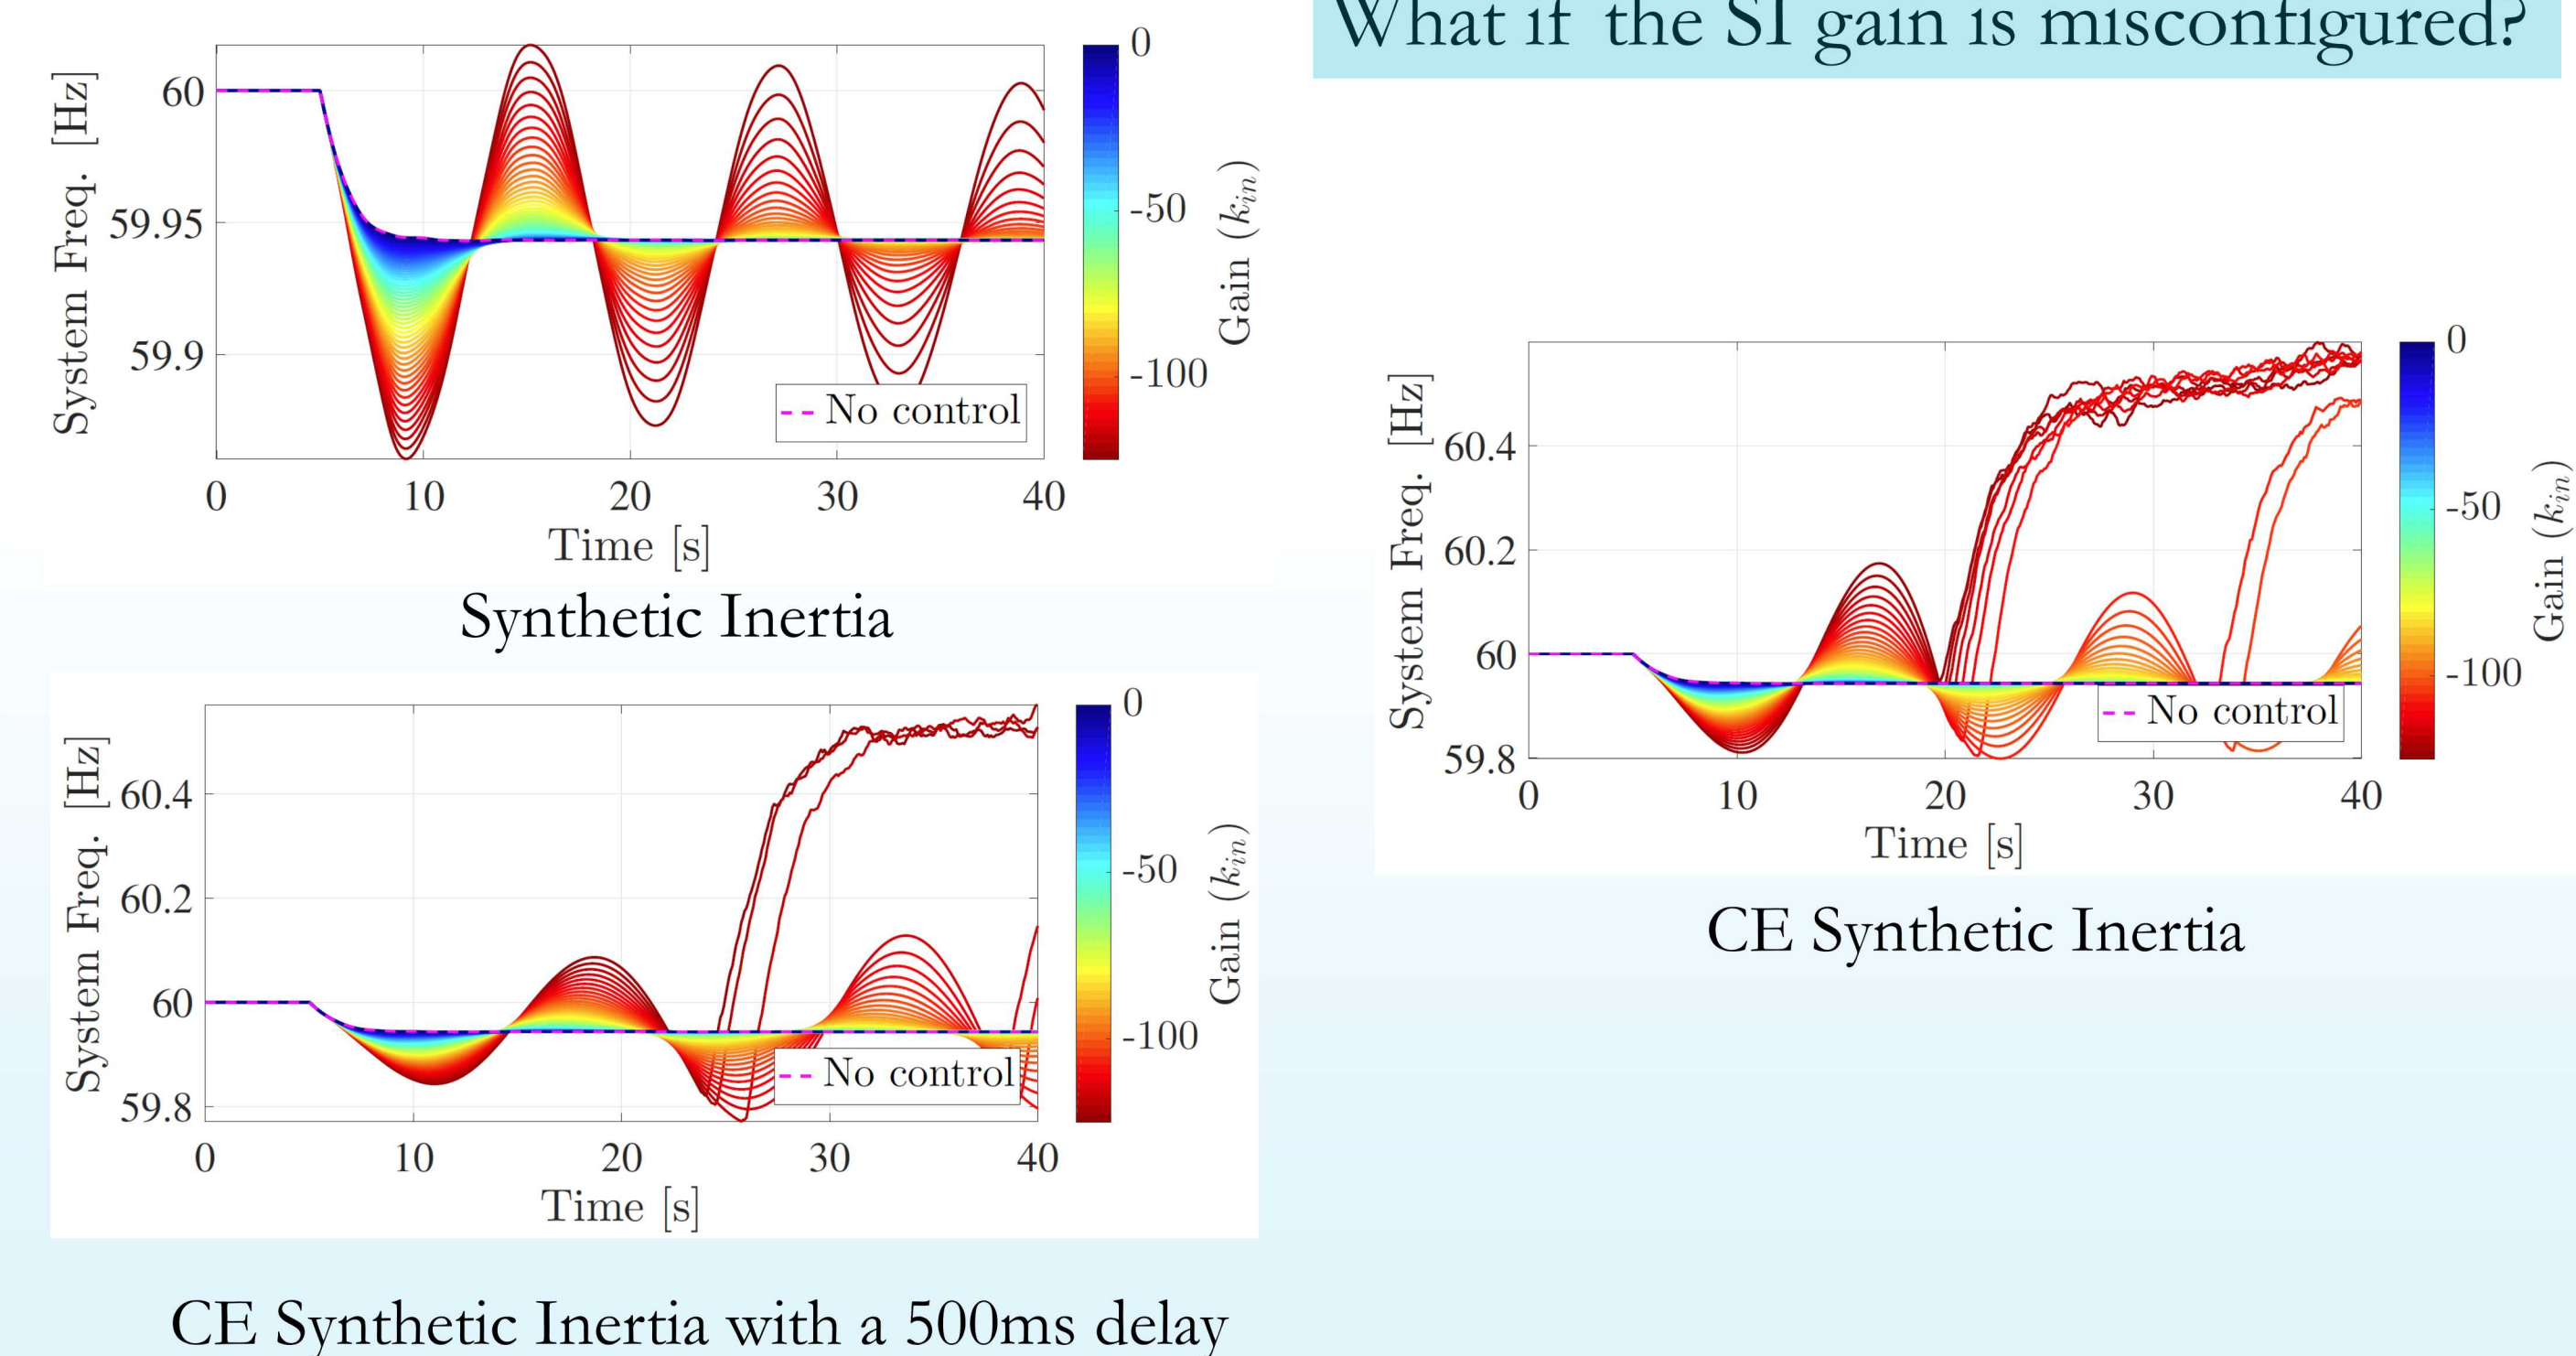 What if the SI gain is misconfigured?
System Freq. [Hz]
60
59.95
59.9
0 10 20 30 40
Time [s]
-- No control
0
-50
-100
Gain (k_in)
Synthetic Inertia
System Freq. [Hz]
60.4
60.2
60
59.8
0 10 20 30 40
Time [s]
-- No control
0
-50
-100
Gain (k_in)
CE Synthetic Inertia
System Freq. [Hz]
60.4
60.2
60
59.8
0 10 20 30 40
Time [s]
-- No control
0
-50
-100
Gain (k_in)
CE Synthetic Inertia with a 500ms delay